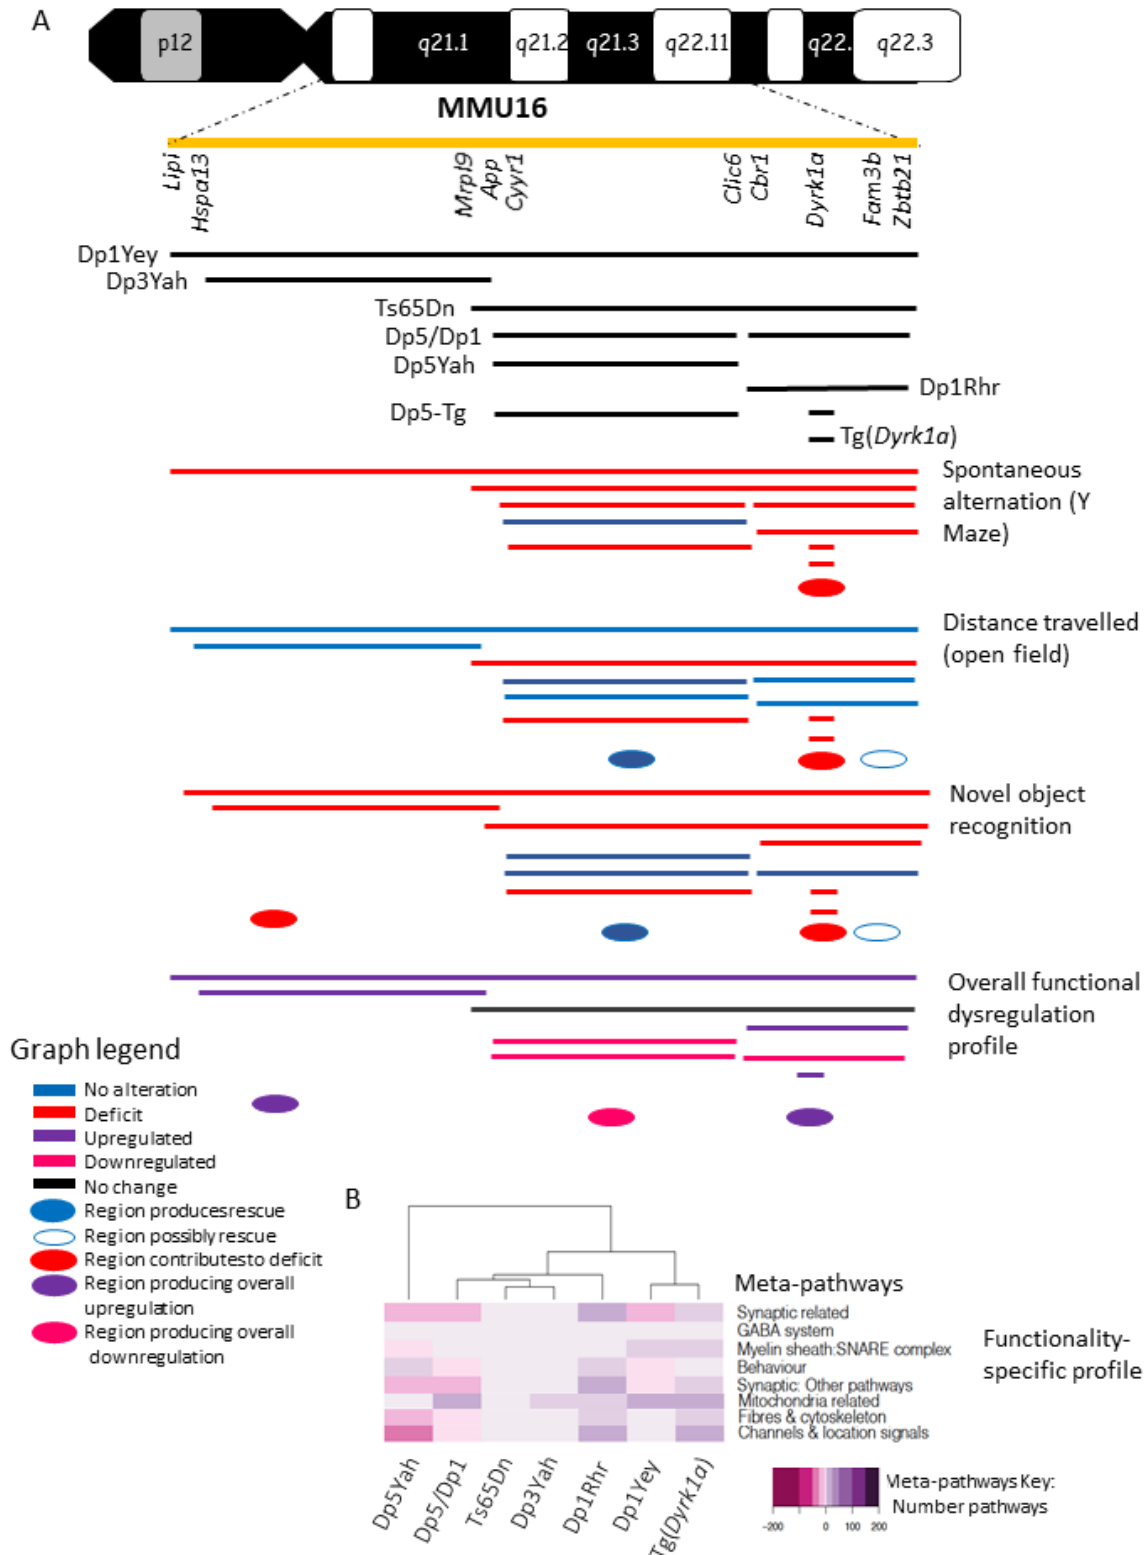 A
p12
q21.1
q21.2
q21.3
q22.11
q22.
q22.3
MMU16
Lipi
Hspa13
Mrpl9
App
Cyyr1
Clic6
Cbr1
Dyrk1a
Fam3b
Zbtb21
Dp1Yey
Dp3Yah
Ts65Dn
Dp5/Dp1
Dp5Yah
Dp1Rhr
Dp5-Tg
Tg(Dyrk1a)
Spontaneous
alternation (Y
Maze)
Distance travelled
(open field)
Novel object
recognition
Overall functional
dysregulation
profile
Graph legend
No alteration
Deficit
Upregulated
Downregulated
No change
Region producesrescue
Region possibly rescue
Region contributesto deficit
Region producing overall
upregulation
Region producing overall
downregulation
B
Meta-pathways
Synaptic related
GABA system
Myelin sheath:SNARE complex
Behaviour
Synaptic: Other pathways
Mitochondria related
Fibres & cytoskeleton
Channels & location signals
Functionality-
specific profile
Dp5Yah
Dp5/Dp1
Ts65Dn
Dp3Yah
Dp1Rhr
Dp1Yey
Tg(Dyrk1a)
Meta-pathways Key:
Number pathways
-200 0 100 200